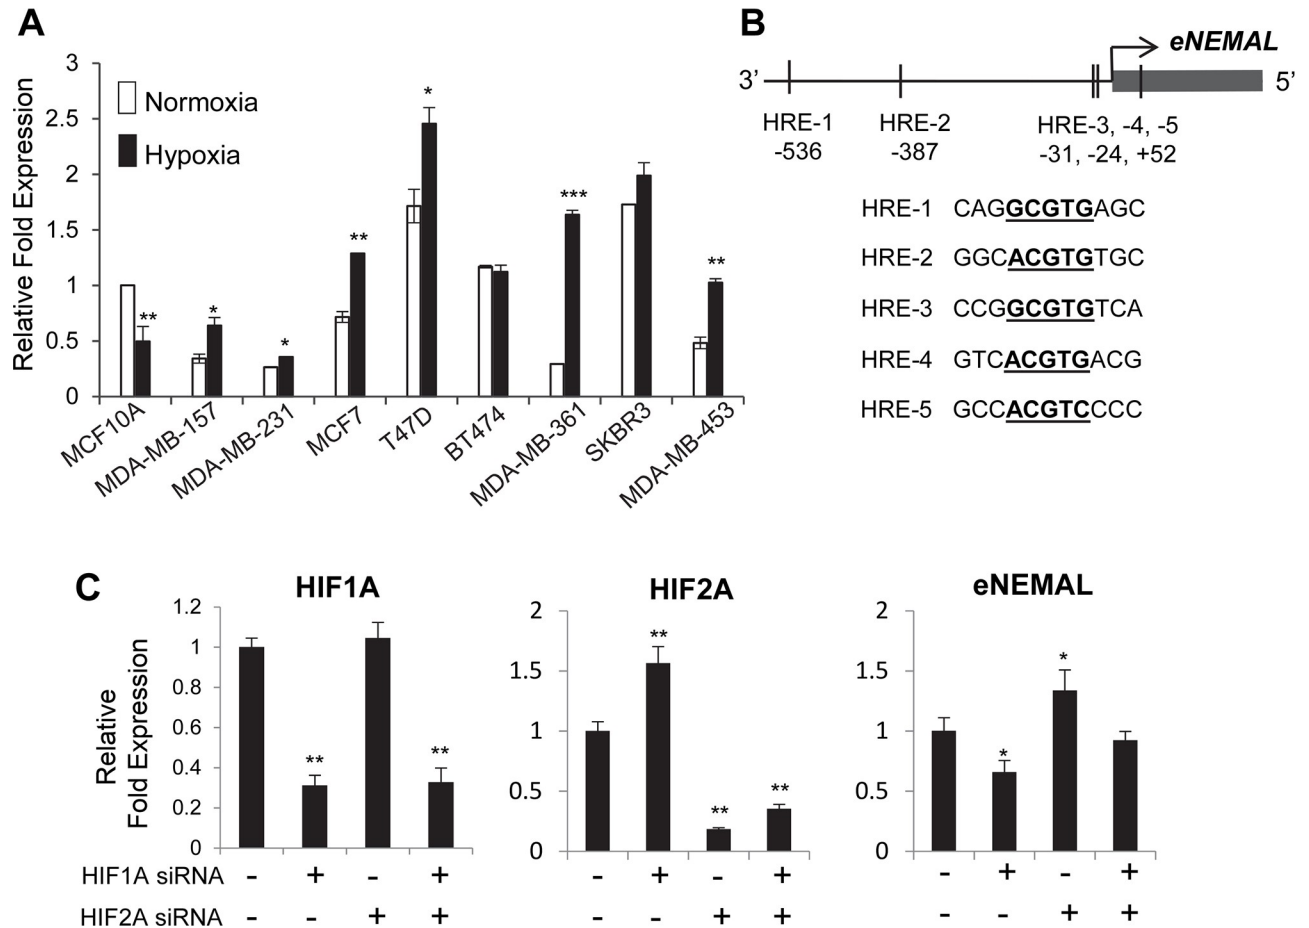 A
Relative Fold Expression
3
2.5
2
1.5
1
0.5
0
Normoxia
Hypoxia
**
*
*
**
*
***
**
MCF10A
MDA-MB-157
MDA-MB-231
MCF7
T47D
BT474
MDA-MB-361
SKBR3
MDA-MB-453
B
eNEMAL
3’
5’
HRE-1
-536
HRE-2
-387
HRE-3, -4, -5
-31, -24, +52
HRE-1 CAGGCGTGAGC
HRE-2 GGCACGTGTGC
HRE-3 CCGGCGTGTCA
HRE-4 GTCACGTGACG
HRE-5 GCCACGTCCCC
C
HIF1A
Relative
Fold Expression
1.2
1
0.8
0.6
0.4
0.2
0
**
**
HIF2A
2
1.5
1
0.5
0
**
**
**
eNEMAL
2
1.5
1
0.5
0
*
*
HIF1A siRNA - + - + - + - + - + - +
HIF2A siRNA - - + + - - + + - - + +